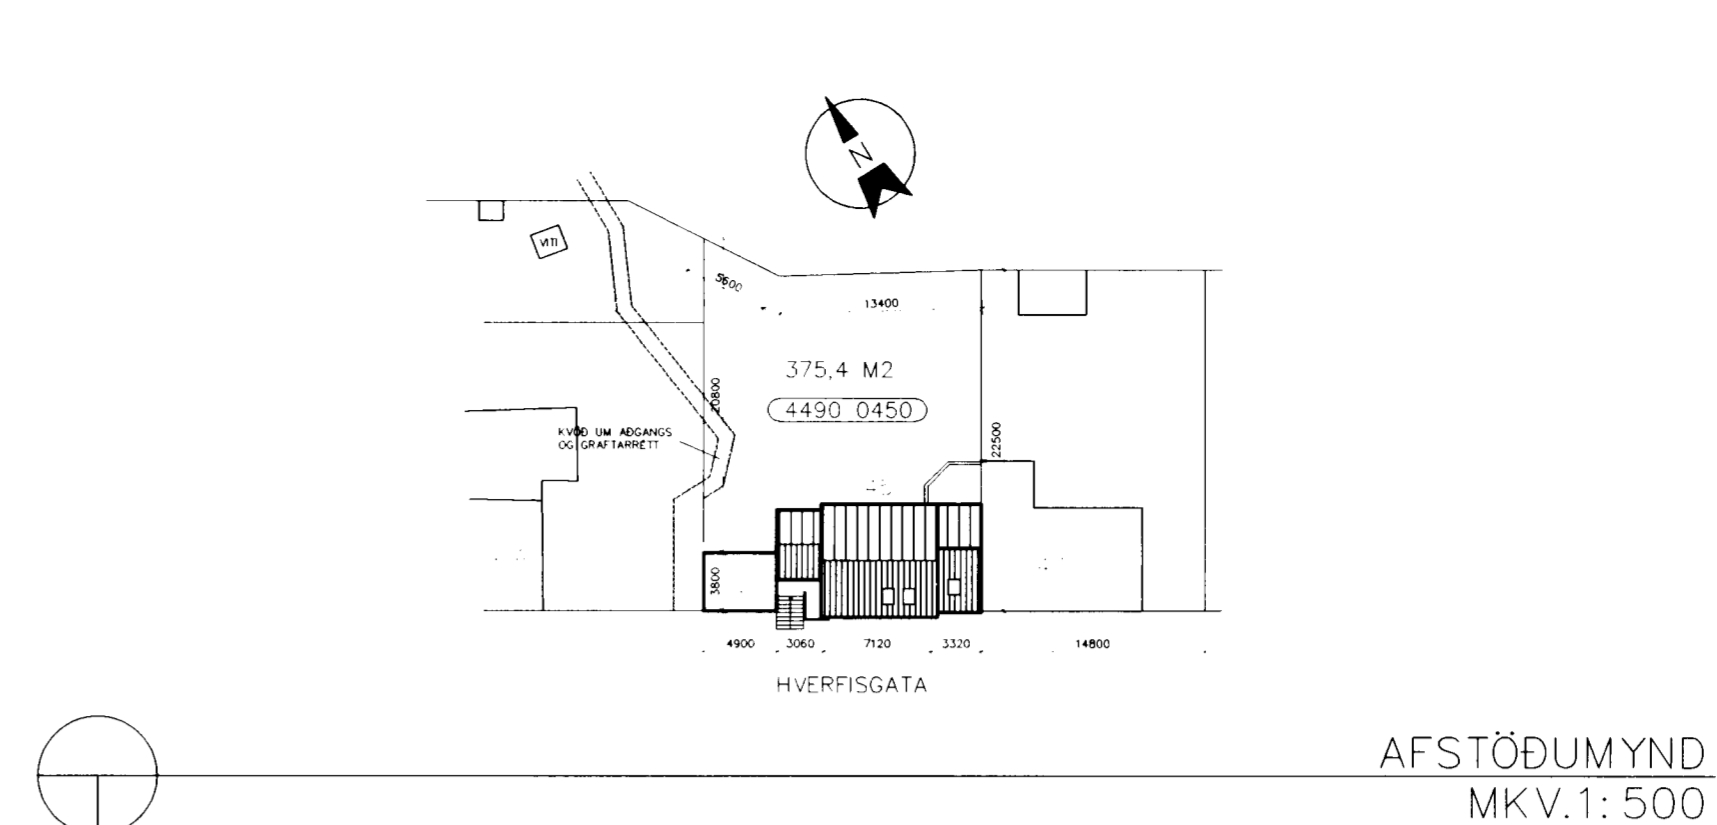 N
VITI
5600
13400
375,4 M2
20800
4490 0450
KVÖÐ UM AÐGANGS
OG GRAFTARRÉTT
22500
45
3800
4900 3060 7120 3320 14800
HVERFISGATA
AFSTÖÐUMYND
MKV.1:500